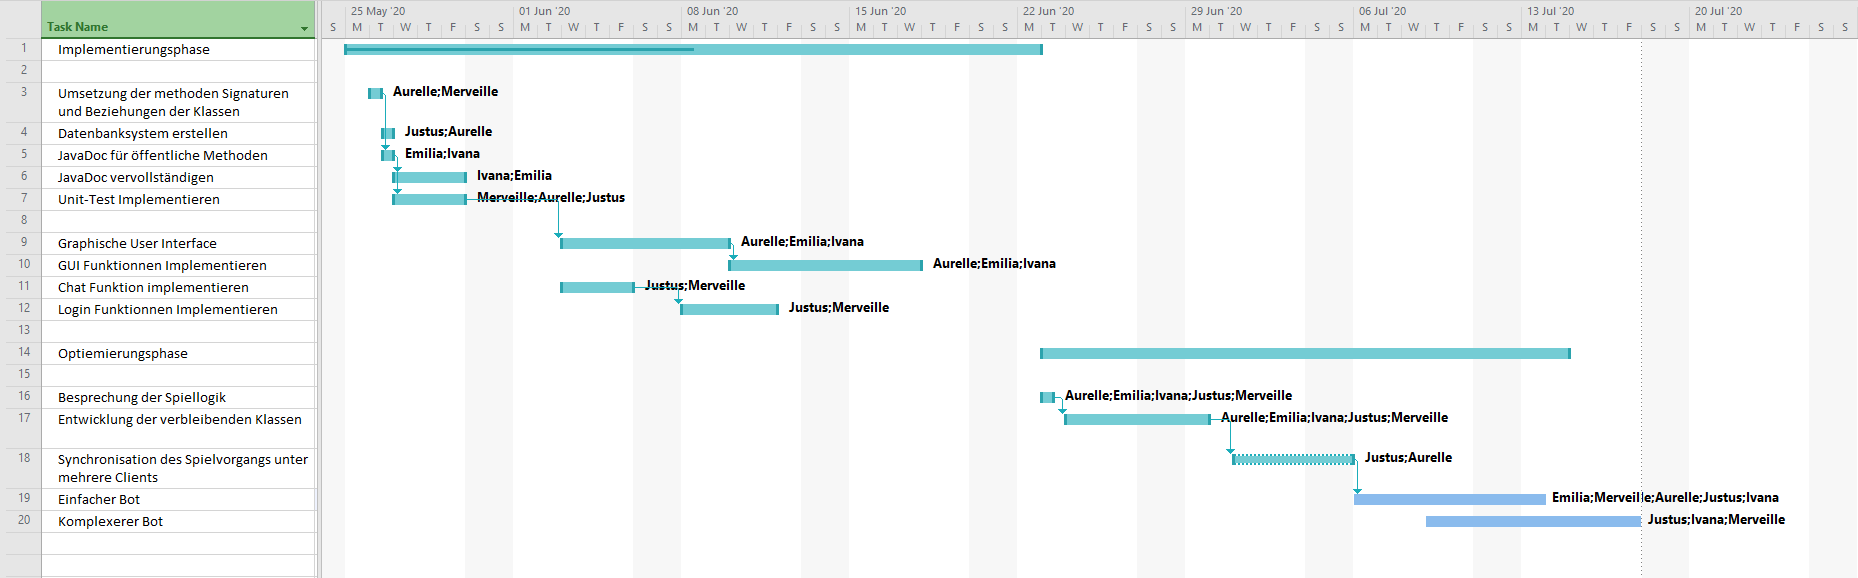 25 May '20 01 Jun '20 08 Jun '20 15 Jun '20 22 Jun '20 29 Jun '20 06 Jul '20 13 Jul '20 20 Jul '20
Task Name S M T W T F S S M T W T F S S M T W T F S S M T W T F S S M T W T F S S M T W T F S S M T W T F S S M T W T F S S M T W T F S S
1 Implementierungsphase
2
3 Umsetzung der methoden Signaturen Aurelle;Merveille
und Beziehungen der Klassen
4 Datenbanksystem erstellen Justus;Aurelle
5 JavaDoc für öffentliche Methoden Emilia;Ivana
6 JavaDoc vervollständigen Ivana;Emilia
7 Unit-Test Implementieren Merveille;Aurelle;Justus
8
9 Graphische User Interface Aurelle;Emilia;Ivana
10 GUI Funktionnen Implementieren Aurelle;Emilia;Ivana
11 Chat Funktion implementieren Justus;Merveille
12 Login Funktionnen Implementieren Justus;Merveille
13
14 Optiemierungsphase
15
16 Besprechung der Spiellogik Aurelle;Emilia;Ivana;Justus;Merveille
17 Entwicklung der verbleibenden Klassen Aurelle;Emilia;Ivana;Justus;Merveille
18 Synchronisation des Spielvorgangs unter Justus;Aurelle
mehrere Clients
19 Einfacher Bot Emilia;Merveille;Aurelle;Justus;Ivana
20 Komplexerer Bot Justus;Ivana;Merveille